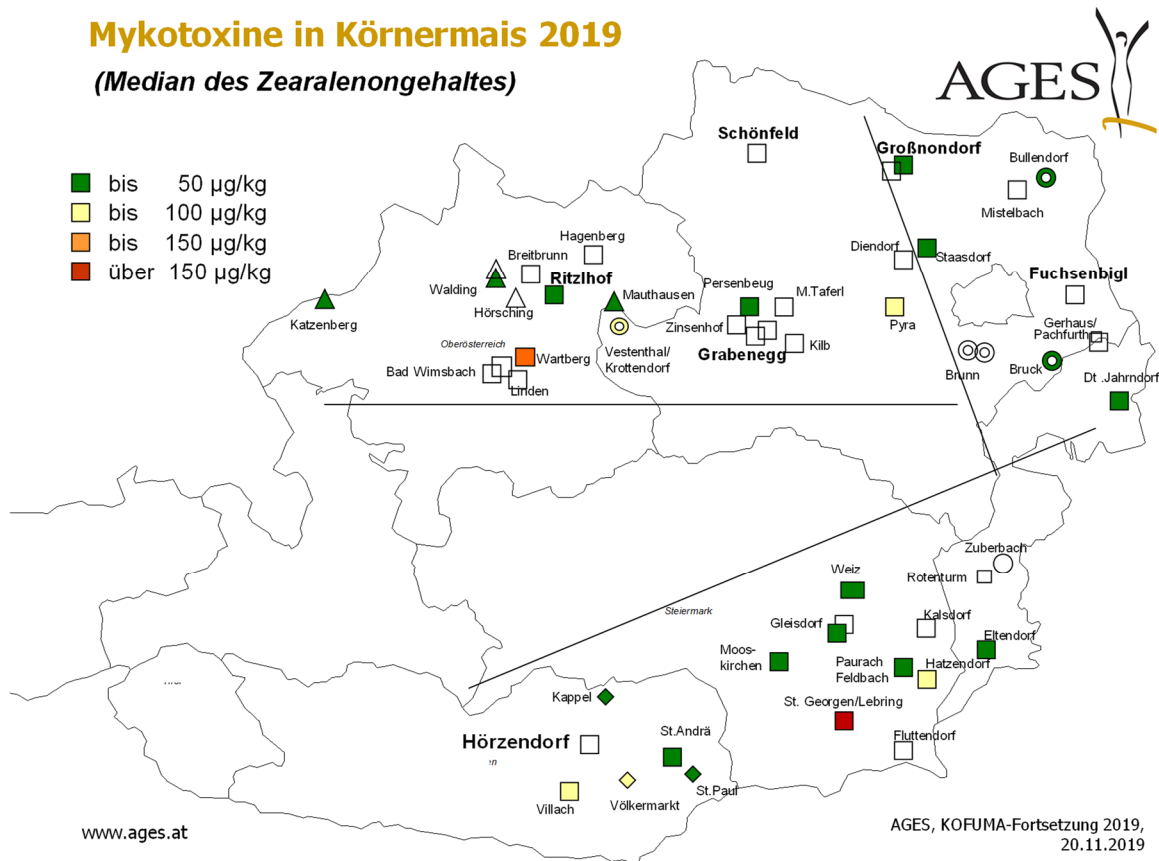 Mykotoxine in Körnermais 2019
(Median des Zearalenongehaltes)
AGES
bis 50 µg/kg
bis 100 µg/kg
bis 150 µg/kg
über 150 µg/kg
Schönfeld
Großnondorf
Bullendorf
Mistelbach
Hagenberg
Breitbrunn
Diendorf
Staasdorf
Walding
Ritzlhof
Fuchsenbigl
Persenbeug
M.Taferl
Mauthausen
Katzenberg
Hörsching
Zinsenhof
Pyra
Gerhaus/
Pachfurth
Oberösterreich
Vestenthal/
Krottendorf
Grabenegg
Kilb
Wartberg
Bad Wimsbach
Brunn
Bruck
Dt .Jahrndorf
Linden
Zuberbach
Weiz
Rotenturm
Steiermark
Gleisdorf
Kalsdorf
Eltendorf
Moos-
kirchen
Paurach
Feldbach
Hatzendorf
Kappel
St. Georgen/Lebring
St.Andrä
Fluttendorf
Hörzendorf
en
St.Paul
Villach
Völkermarkt
www.ages.at
AGES, KOFUMA-Fortsetzung 2019,
20.11.2019